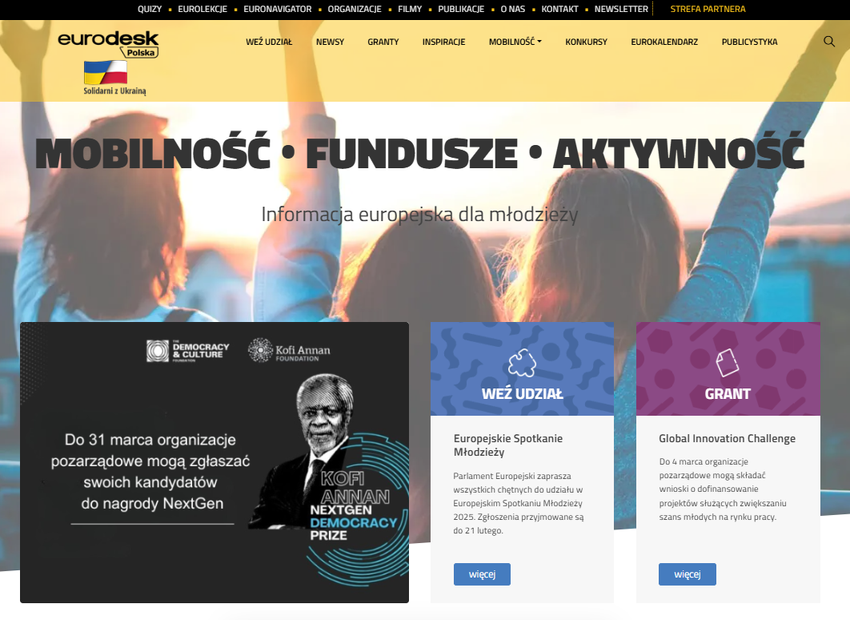 QUIZY • EUROLEKCJE • EURONAVIGATOR • ORGANIZACJE • FILMY • PUBLIKACJE • O NAS • KONTAKT • NEWSLETTER STREFA PARTNERA
eurodesk
Polska
Solidarni z Ukrainą
WEŹ UDZIAŁ NEWSY GRANTY INSPIRACJE MOBILNOŚĆ KONKURSY EUROKALENDARZ PUBLICYSTYKA
MOBILNOŚĆ • FUNDUSZE • AKTYWNOŚĆ
Informacja europejska dla młodzieży
THE
DEMOCRACY
& CULTURE
FOUNDATION
Kofi Annan
FOUNDATION
Do 31 marca organizacje
pozarządowe mogą zgłaszać
swoich kandydatów
do nagrody NextGen
KOFI
ANNAN
NEXTGEN
DEMOCRACY
PRIZE
WEŹ UDZIAŁ
Europejskie Spotkanie
Młodzieży
Parlament Europejski zaprasza
wszystkich chętnych do udziału w
Europejskim Spotkaniu Młodzieży
2025. Zgłoszenia przyjmowane są
do 21 lutego.
więcej
GRANT
Global Innovation Challenge
Do 4 marca organizacje
pozarządowe mogą składać
wnioski o dofinansowanie
projektów służących zwiększaniu
szans młodych na rynku pracy.
więcej